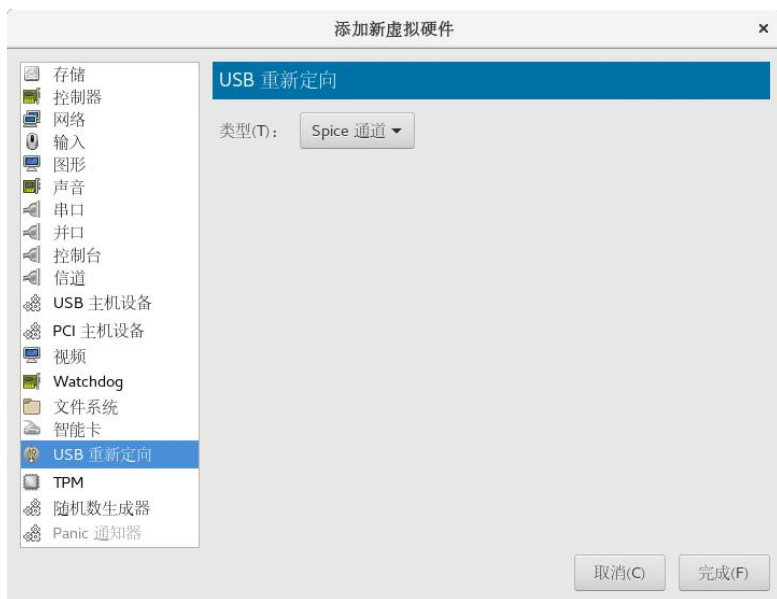 添加新虚拟硬件
×
存储
控制器
网络
输入
图形
声音
串口
并口
控制台
信道
USB 主机设备
PCI 主机设备
视频
Watchdog
文件系统
智能卡
USB 重新定向
TPM
随机数生成器
Panic 通知器
USB 重新定向
类型(T)： Spice 通道
取消(C) 完成(F)